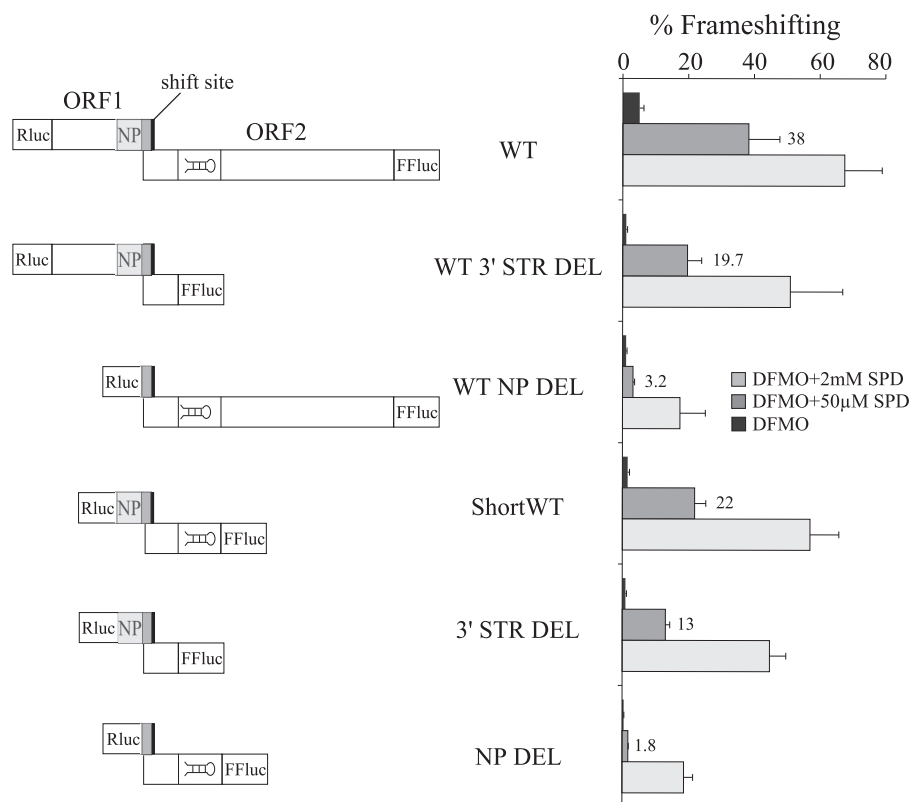 % Frameshifting
0 20 40 60 80
shift site
ORF1
Rluc NP ORF2
FFluc
WT
38
Rluc NP
FFluc
WT 3' STR DEL
19.7
Rluc
FFluc
WT NP DEL
3.2
DFMO+2mM SPD
DFMO+50µM SPD
DFMO
Rluc NP
FFluc
ShortWT
22
Rluc NP
FFluc
3' STR DEL
13
Rluc
FFluc
NP DEL
1.8